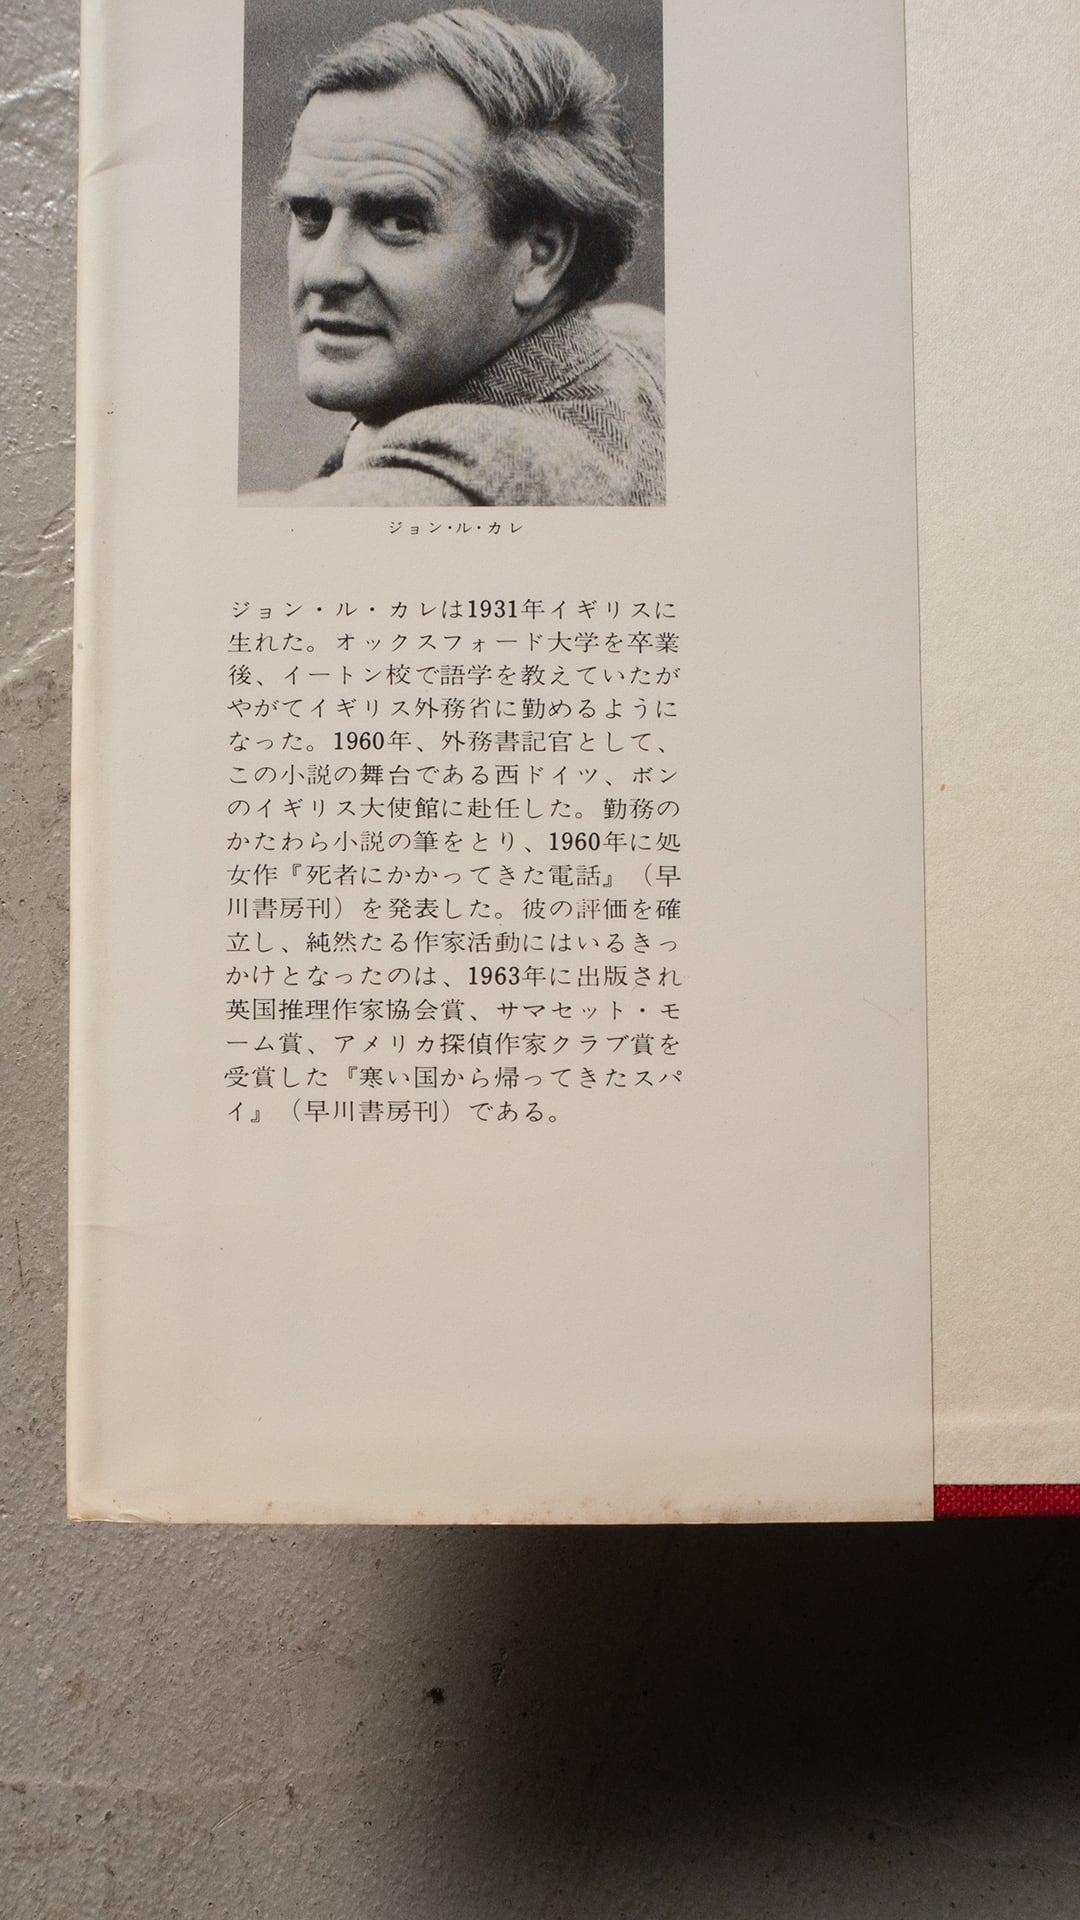 ジョン・ル・カレ
ジョン・ル・カレは1931年イギリスに
生れた。オックスフォード大学を卒業
後、イートン校で語学を教えていたが
やがてイギリス外務省に勤めるように
なった。1960年、外務書記官として、
この小説の舞台である西ドイツ、ボン
のイギリス大使館に赴任した。勤務の
かたわら小説の筆をとり、1960年に処
女作『死者にかかってきた電話』（早
川書房刊）を発表した。彼の評価を確
立し、純然たる作家活動にはいるきっ
かけとなったのは、1963年に出版され
英国推理作家協会賞、サマセット・モ
ーム賞、アメリカ探偵作家クラブ賞を
受賞した『寒い国から帰ってきたスパ
イ』（早川書房刊）である。